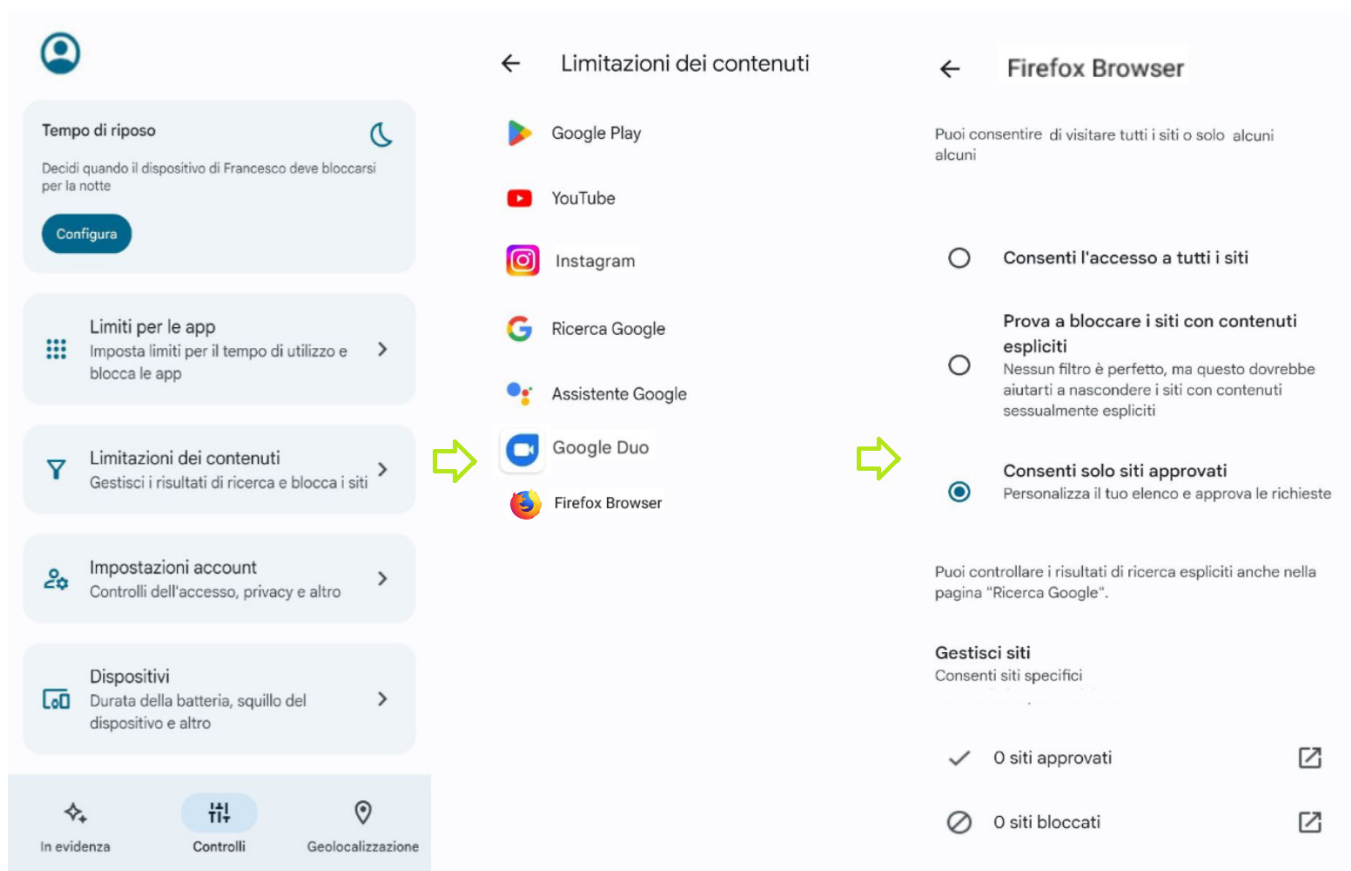 Tempo di riposo
Decidi quando il dispositivo di Francesco deve bloccarsi
per la notte
Configura
Limiti per le app
Imposta limiti per il tempo di utilizzo e
blocca le app
Limitazioni dei contenuti
Gestisci i risultati di ricerca e blocca i siti
Impostazioni account
Controlli dell'accesso, privacy e altro
Dispositivi
Durata della batteria, squillo del
dispositivo e altro
In evidenza
Controlli
Geolocalizzazione
Limitazioni dei contenuti
Google Play
YouTube
Instagram
Ricerca Google
Assistente Google
Google Duo
Firefox Browser
Firefox Browser
Puoi consentire di visitare tutti i siti o solo alcuni
alcuni
Consenti l'accesso a tutti i siti
Prova a bloccare i siti con contenuti
espliciti
Nessun filtro è perfetto, ma questo dovrebbe
aiutarti a nascondere i siti con contenuti
sessualmente espliciti
Consenti solo siti approvati
Personalizza il tuo elenco e approva le richieste
Puoi controllare i risultati di ricerca espliciti anche nella
pagina "Ricerca Google".
Gestisci siti
Consenti siti specifici
0 siti approvati
0 siti bloccati